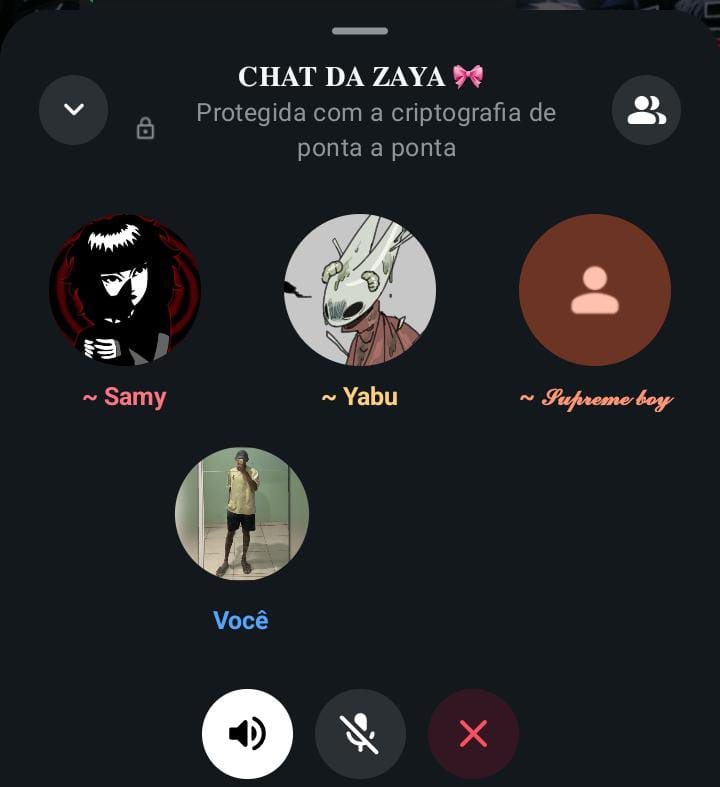 CHAT DA ZAYA 🎀
Protegida com a criptografia de
ponta a ponta
~ Samy
~ Yabu
~ 𝓢𝓾𝓹𝓻𝓮𝓶𝓮 𝓫𝓸𝔂
Você